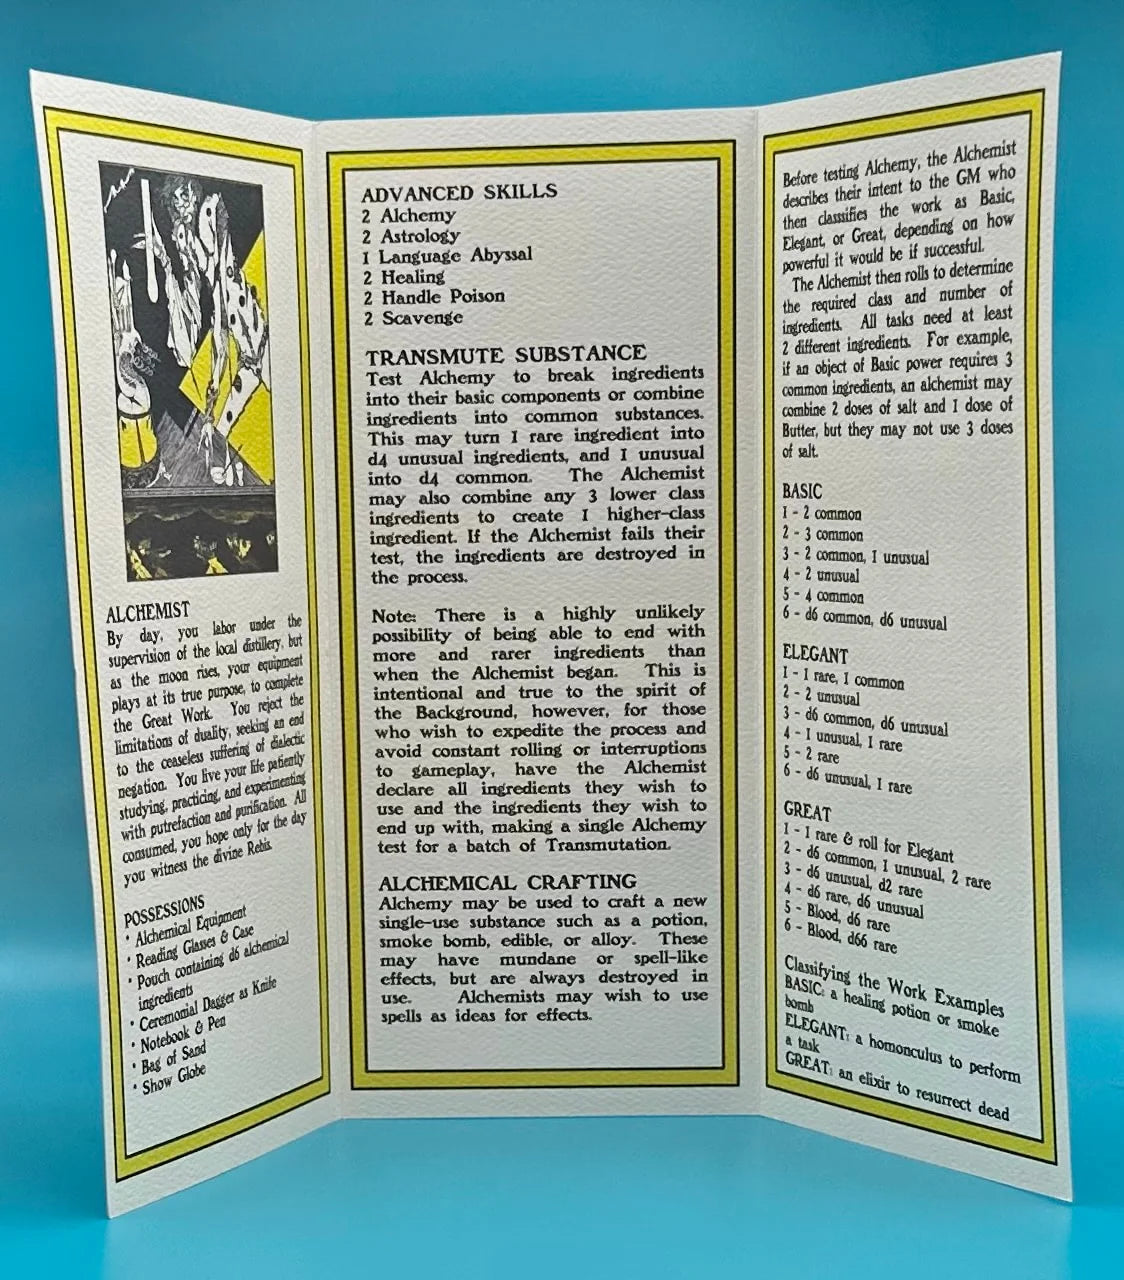 ALCHEMIST
By day, you labor under the
supervision of the local distillery, but
as the moon rises, your equipment
plays at its true purpose, to complete
the Great Work. You reject the
limitations of duality, seeking an end
to the ceaseless suffering of dialectic
negation. You live your life patiently
studying, practicing, and experimenting
with putrefaction and purification. All
consumed, you hope only for the day
you witness the divine Rebis.
POSSESSIONS
• Alchemical Equipment
• Reading Glasses & Case
• Pouch containing d6 alchemical
ingredients
• Ceremonial Dagger as Knife
• Notebook & Pen
• Bag of Sand
• Show Globe
ADVANCED SKILLS
2 Alchemy
2 Astrology
1 Language Abyssal
2 Healing
2 Handle Poison
2 Scavenge
TRANSMUTE SUBSTANCE
Test Alchemy to break ingredients
into their basic components or combine
ingredients into common substances.
This may turn 1 rare ingredient into
d4 unusual ingredients, and 1 unusual
into d4 common. The Alchemist
may also combine any 3 lower class
ingredients to create 1 higher-class
ingredient. If the Alchemist fails their
test, the ingredients are destroyed in
the process.
Note: There is a highly unlikely
possibility of being able to end with
more and rarer ingredients than
when the Alchemist began. This is
intentional and true to the spirit of
the Background, however, for those
who wish to expedite the process and
avoid constant rolling or interruptions
to gameplay, have the Alchemist
declare all ingredients they wish to
use and the ingredients they wish to
end up with, making a single Alchemy
test for a batch of Transmutation.
ALCHEMICAL CRAFTING
Alchemy may be used to craft a new
single-use substance such as a potion,
smoke bomb, edible, or alloy. These
may have mundane or spell-like
effects, but are always destroyed in
use. Alchemists may wish to use
spells as ideas for effects.
Before testing Alchemy, the Alchemist
describes their intent to the GM who
then classifies the work as Basic,
Elegant, or Great, depending on how
powerful it would be if successful.
The Alchemist then rolls to determine
the required class and number of
ingredients. All tasks need at least
2 different ingredients. For example,
if an object of Basic power requires 3
common ingredients, an alchemist may
combine 2 doses of salt and 1 dose of
Butter, but they may not use 3 doses
of salt.
BASIC
1 - 2 common
2 - 3 common
3 - 2 common, 1 unusual
4 - 2 unusual
5 - 4 common
6 - d6 common, d6 unusual
ELEGANT
1 - 1 rare, 1 common
2 - 2 unusual
3 - d6 common, d6 unusual
4 - 1 unusual, 1 rare
5 - 2 rare
6 - d6 unusual, 1 rare
GREAT
1 - 1 rare & roll for Elegant
2 - d6 common, 1 unusual, 2 rare
3 - d6 unusual, d2 rare
4 - d6 rare, d6 unusual
5 - Blood, d6 rare
6 - Blood, d66 rare
Classifying the Work Examples
BASIC: a healing potion or smoke
bomb
ELEGANT: a homonculus to perform
a task
GREAT: an elixir to resurrect dead